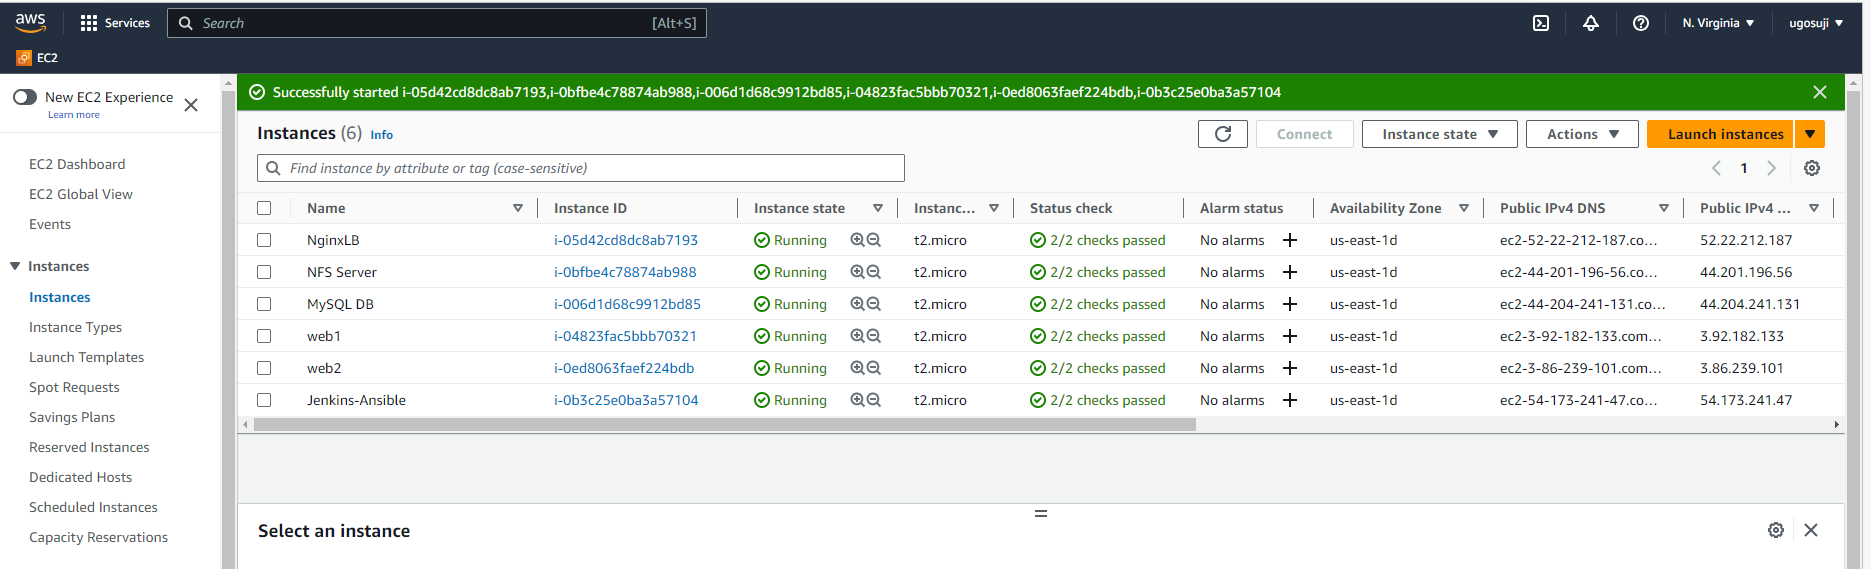 aws Services Search [Alt+S] N. Virginia ugosuji
EC2
New EC2 Experience
Learn more
EC2 Dashboard
EC2 Global View
Events
Instances
Instances
Instance Types
Launch Templates
Spot Requests
Savings Plans
Reserved Instances
Dedicated Hosts
Scheduled Instances
Capacity Reservations
Successfully started i-05d42cd8dc8ab7193,i-0bfbe4c78874ab988,i-006d1d68c9912bd85,i-04823fac5bbb70321,i-0ed8063faef224bdb,i-0b3c25e0ba3a57104
Instances (6) Info Connect Instance state Actions Launch instances
Find instance by attribute or tag (case-sensitive) 1
Name Instance ID Instance state Instanc... Status check Alarm status Availability Zone Public IPv4 DNS Public IPv4 ...
NginxLB i-05d42cd8dc8ab7193 Running t2.micro 2/2 checks passed No alarms + us-east-1d ec2-52-22-212-187.co... 52.22.212.187
NFS Server i-0bfbe4c78874ab988 Running t2.micro 2/2 checks passed No alarms + us-east-1d ec2-44-201-196-56.co... 44.201.196.56
MySQL DB i-006d1d68c9912bd85 Running t2.micro 2/2 checks passed No alarms + us-east-1d ec2-44-204-241-131.co... 44.204.241.131
web1 i-04823fac5bbb70321 Running t2.micro 2/2 checks passed No alarms + us-east-1d ec2-3-92-182-133.com... 3.92.182.133
web2 i-0ed8063faef224bdb Running t2.micro 2/2 checks passed No alarms + us-east-1d ec2-3-86-239-101.com... 3.86.239.101
Jenkins-Ansible i-0b3c25e0ba3a57104 Running t2.micro 2/2 checks passed No alarms + us-east-1d ec2-54-173-241-47.co... 54.173.241.47
Select an instance